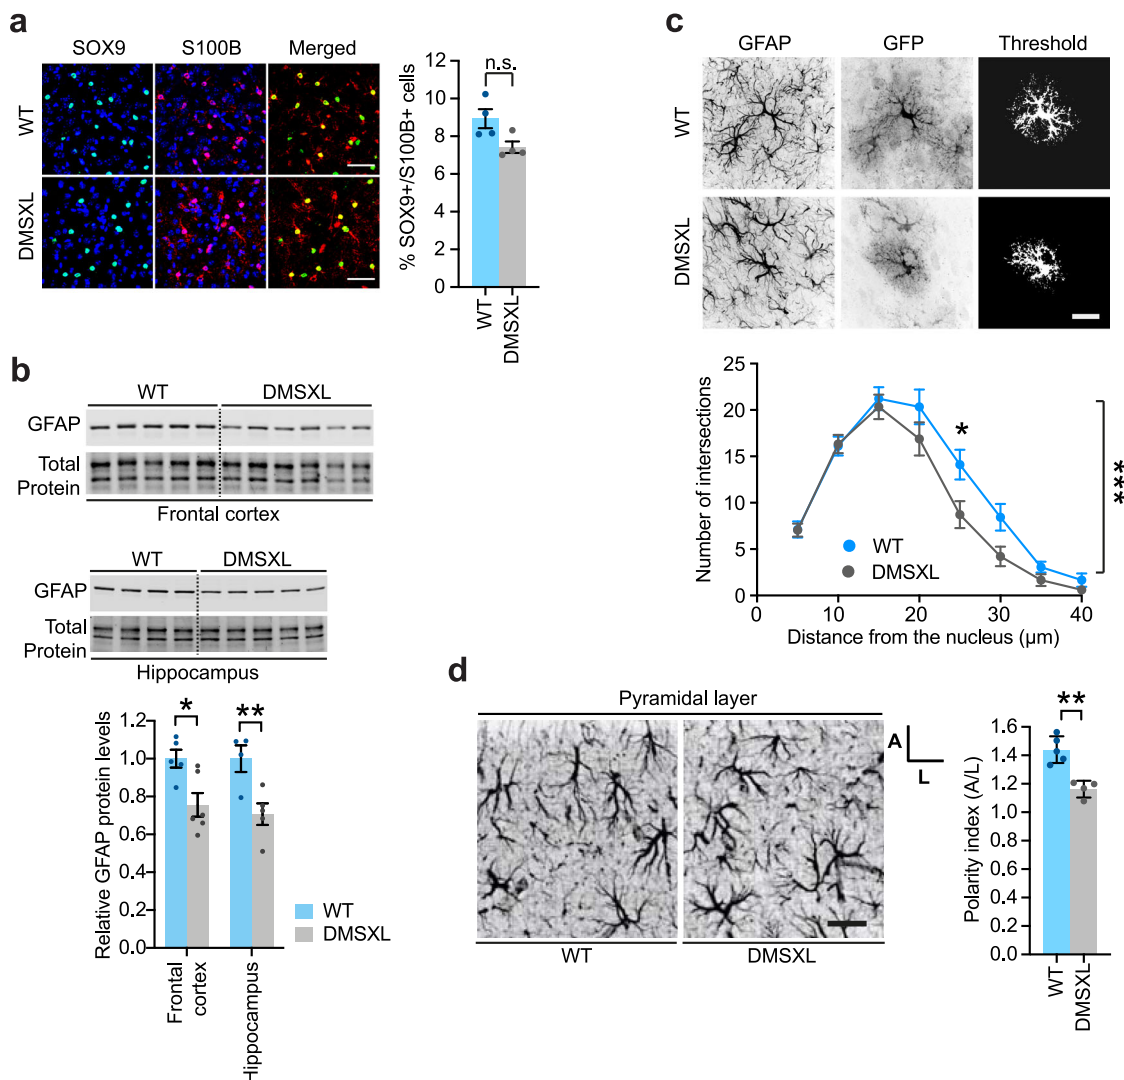 a
SOX9
S100B
Merged
WT
DMSXL
% SOX9+/S100B+ cells
12
10
8
6
4
2
0
n.s.
WT
DMSXL
b
WT
DMSXL
GFAP
Total
Protein
Frontal cortex
WT
DMSXL
GFAP
Total
Protein
Hippocampus
Relative GFAP protein levels
1.2
1.0
0.8
0.6
0.4
0.2
0.0
*
**
WT
DMSXL
Frontal
cortex
Hippocampus
c
GFAP
GFP
Threshold
WT
DMSXL
Number of intersections
25
20
15
10
5
0
*
***
WT
DMSXL
0
10
20
30
40
Distance from the nucleus (µm)
d
Pyramidal layer
WT
DMSXL
A
L
Polarity index (A/L)
1.6
1.4
1.2
1.0
0.8
0.6
0.4
0.2
0.0
**
WT
DMSXL